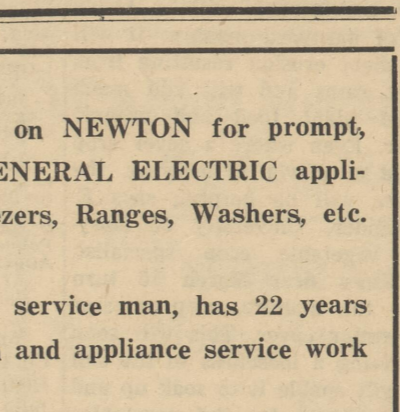 on NEWTON for prompt,
ENERAL ELECTRIC appli-
zers, Ranges, Washers, etc.
service man, has 22 years
and appliance service work